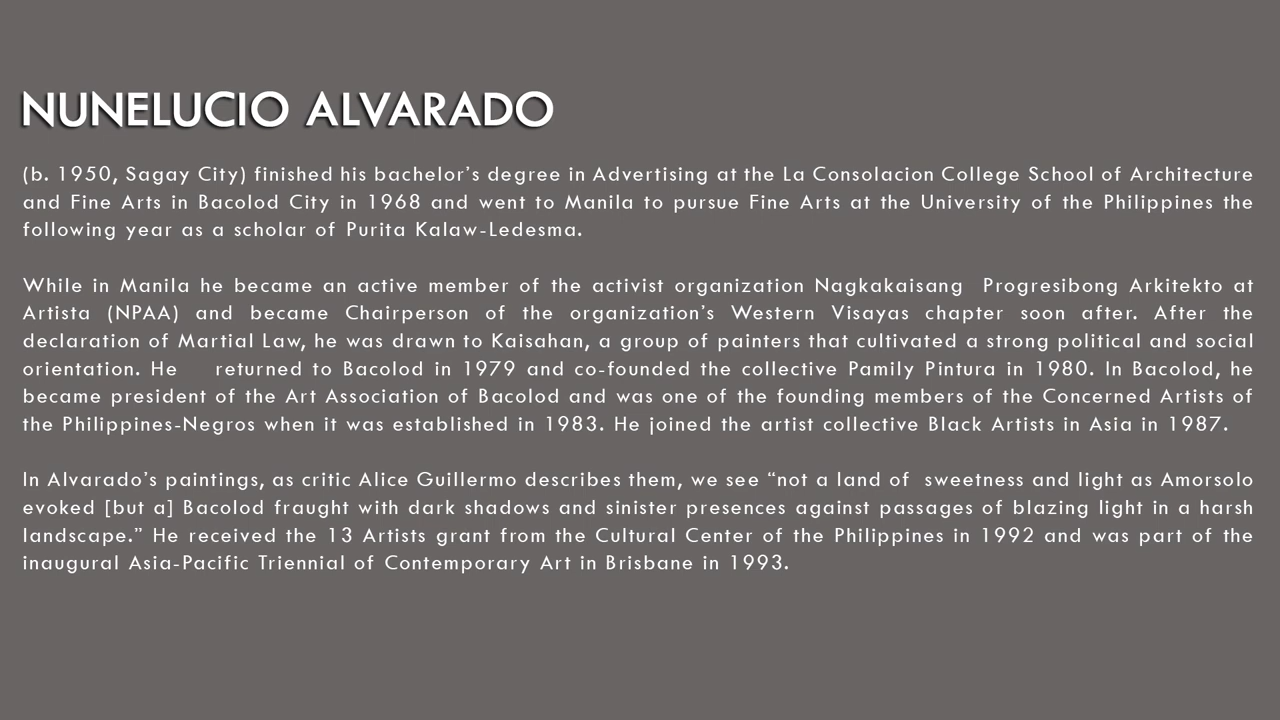 NUNELUCIO ALVARADO
(b. 1950, Sagay City) finished his bachelor’s degree in Advertising at the La Consolacion College School of Architecture
and Fine Arts in Bacolod City in 1968 and went to Manila to pursue Fine Arts at the University of the Philippines the
following year as a scholar of Purita Kalaw-Ledesma.
While in Manila he became an active member of the activist organization Nagkakaisang Progresibong Arkitekto at
Artista (NPAA) and became Chairperson of the organization’s Western Visayas chapter soon after. After the
declaration of Martial Law, he was drawn to Kaisahan, a group of painters that cultivated a strong political and social
orientation. He returned to Bacolod in 1979 and co-founded the collective Pamily Pintura in 1980. In Bacolod, he
became president of the Art Association of Bacolod and was one of the founding members of the Concerned Artists of
the Philippines-Negros when it was established in 1983. He joined the artist collective Black Artists in Asia in 1987.
In Alvarado’s paintings, as critic Alice Guillermo describes them, we see “not a land of sweetness and light as Amorsolo
evoked [but a] Bacolod fraught with dark shadows and sinister presences against passages of blazing light in a harsh
landscape.” He received the 13 Artists grant from the Cultural Center of the Philippines in 1992 and was part of the
inaugural Asia-Pacific Triennial of Contemporary Art in Brisbane in 1993.